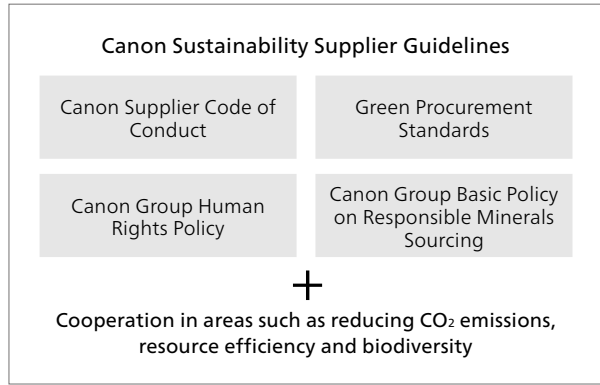 Canon Sustainability Supplier Guidelines
Canon Supplier Code of
Conduct
Green Procurement
Standards
Canon Group Human
Rights Policy
Canon Group Basic Policy
on Responsible Minerals
Sourcing
+
Cooperation in areas such as reducing CO₂ emissions,
resource efficiency and biodiversity